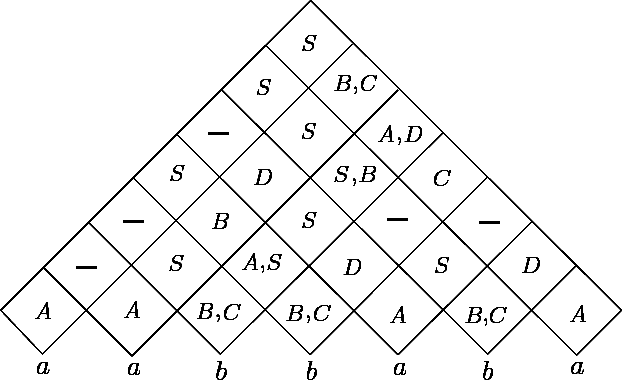 S
S B,C
— S A,D
S D S,B C
— B S — —
— S A,S D S D
A A B,C B,C A B,C A
a a b b a b a